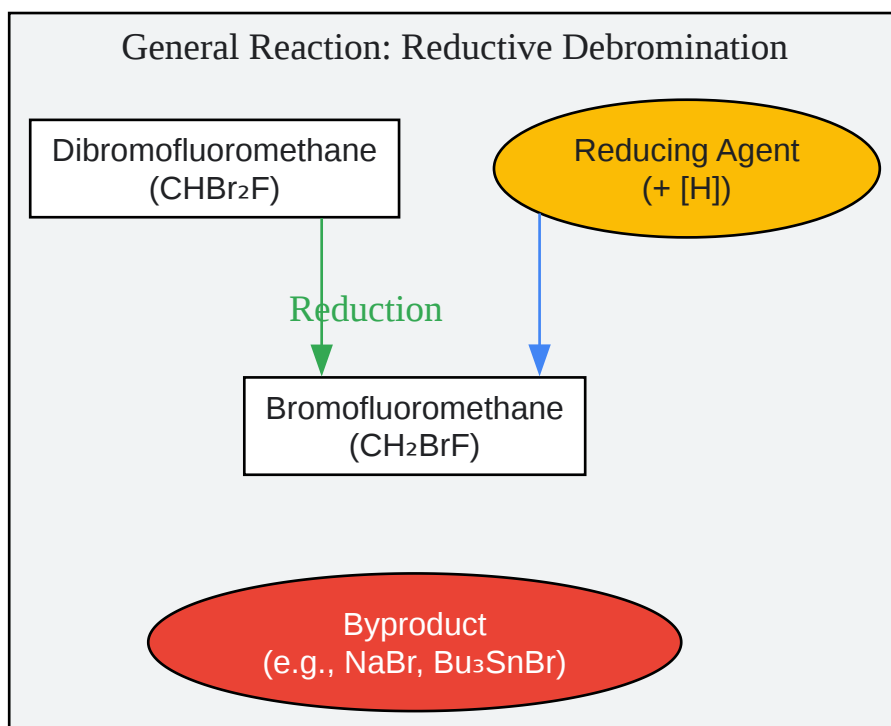 General Reaction: Reductive Debromination
Dibromofluoromethane
(CHBr₂F)
Reducing Agent
(+ [H])
Reduction
Bromofluoromethane
(CH₂BrF)
Byproduct
(e.g., NaBr, Bu₃SnBr)